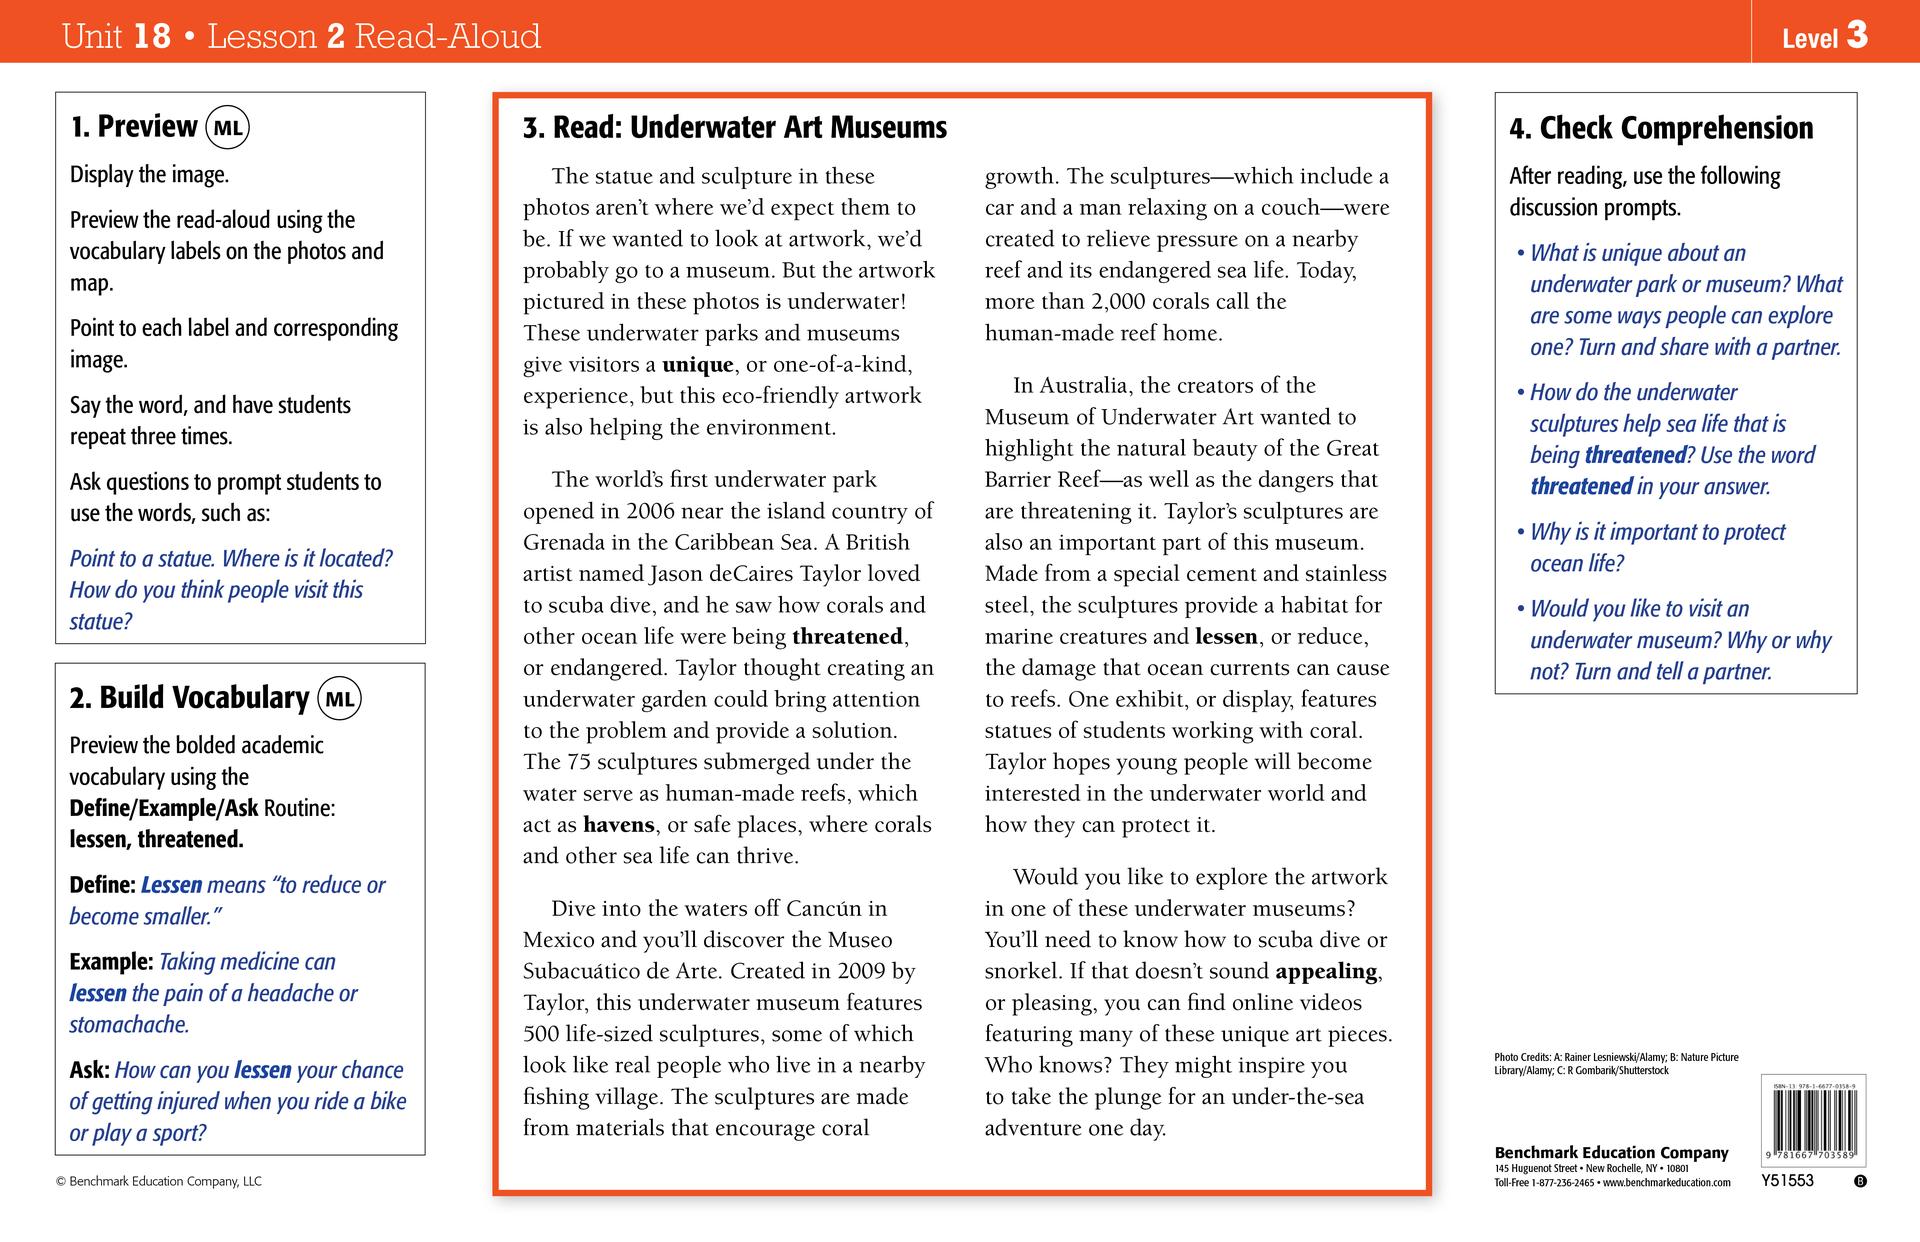 Unit 18 • Lesson 2 Read-Aloud
Level 3
1. Preview ML
Display the image.
Preview the read-aloud using the
vocabulary labels on the photos and
map.
Point to each label and corresponding
image.
Say the word, and have students
repeat three times.
Ask questions to prompt students to
use the words, such as:
Point to a statue. Where is it located?
How do you think people visit this
statue?
2. Build Vocabulary ML
Preview the bolded academic
vocabulary using the
Define/Example/Ask Routine:
lessen, threatened.
Define: Lessen means “to reduce or
become smaller.”
Example: Taking medicine can
lessen the pain of a headache or
stomachache.
Ask: How can you lessen your chance
of getting injured when you ride a bike
or play a sport?
© Benchmark Education Company, LLC
3. Read: Underwater Art Museums
The statue and sculpture in these
photos aren’t where we’d expect them to
be. If we wanted to look at artwork, we’d
probably go to a museum. But the artwork
pictured in these photos is underwater!
These underwater parks and museums
give visitors a unique, or one-of-a-kind,
experience, but this eco-friendly artwork
is also helping the environment.
The world’s first underwater park
opened in 2006 near the island country of
Grenada in the Caribbean Sea. A British
artist named Jason deCaires Taylor loved
to scuba dive, and he saw how corals and
other ocean life were being threatened,
or endangered. Taylor thought creating an
underwater garden could bring attention
to the problem and provide a solution.
The 75 sculptures submerged under the
water serve as human-made reefs, which
act as havens, or safe places, where corals
and other sea life can thrive.
Dive into the waters off Cancún in
Mexico and you’ll discover the Museo
Subacuático de Arte. Created in 2009 by
Taylor, this underwater museum features
500 life-sized sculptures, some of which
look like real people who live in a nearby
fishing village. The sculptures are made
from materials that encourage coral
growth. The sculptures—which include a
car and a man relaxing on a couch—were
created to relieve pressure on a nearby
reef and its endangered sea life. Today,
more than 2,000 corals call the
human-made reef home.
In Australia, the creators of the
Museum of Underwater Art wanted to
highlight the natural beauty of the Great
Barrier Reef—as well as the dangers that
are threatening it. Taylor’s sculptures are
also an important part of this museum.
Made from a special cement and stainless
steel, the sculptures provide a habitat for
marine creatures and lessen, or reduce,
the damage that ocean currents can cause
to reefs. One exhibit, or display, features
statues of students working with coral.
Taylor hopes young people will become
interested in the underwater world and
how they can protect it.
Would you like to explore the artwork
in one of these underwater museums?
You’ll need to know how to scuba dive or
snorkel. If that doesn’t sound appealing,
or pleasing, you can find online videos
featuring many of these unique art pieces.
Who knows? They might inspire you
to take the plunge for an under-the-sea
adventure one day.
4. Check Comprehension
After reading, use the following
discussion prompts.
• What is unique about an
underwater park or museum? What
are some ways people can explore
one? Turn and share with a partner.
• How do the underwater
sculptures help sea life that is
being threatened? Use the word
threatened in your answer.
• Why is it important to protect
ocean life?
• Would you like to visit an
underwater museum? Why or why
not? Turn and tell a partner.
Photo Credits: A: Rainer Lesniewski/Alamy; B: Nature Picture
Library/Alamy; C: R Gombarik/Shutterstock
Benchmark Education Company
145 Huguenot Street • New Rochelle, NY • 10801
Toll-Free 1-877-236-2465 • www.benchmarkeducation.com
ISBN-13 978-1-6677-0358-9
9 781667 703589
Y51553
B